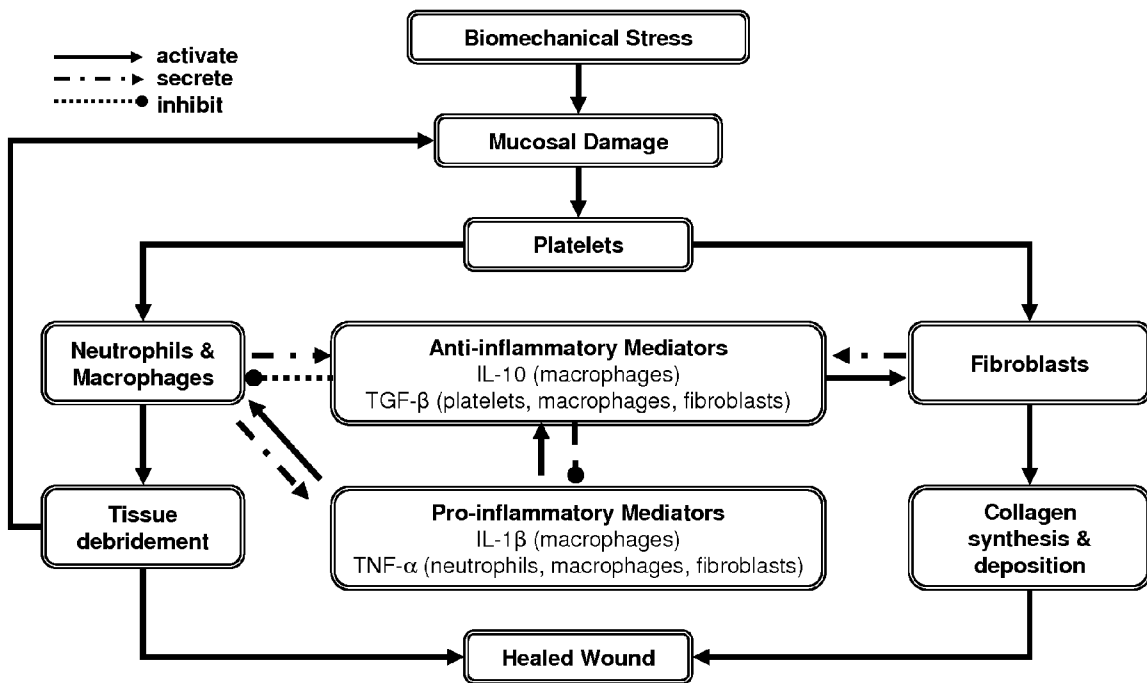 Biomechanical Stress
activate
secrete
inhibit
Mucosal Damage
Platelets
Neutrophils &
Macrophages
Anti-inflammatory Mediators
IL-10 (macrophages)
TGF-β (platelets, macrophages, fibroblasts)
Fibroblasts
Tissue
debridement
Pro-inflammatory Mediators
IL-1β (macrophages)
TNF-α (neutrophils, macrophages, fibroblasts)
Collagen
synthesis &
deposition
Healed Wound